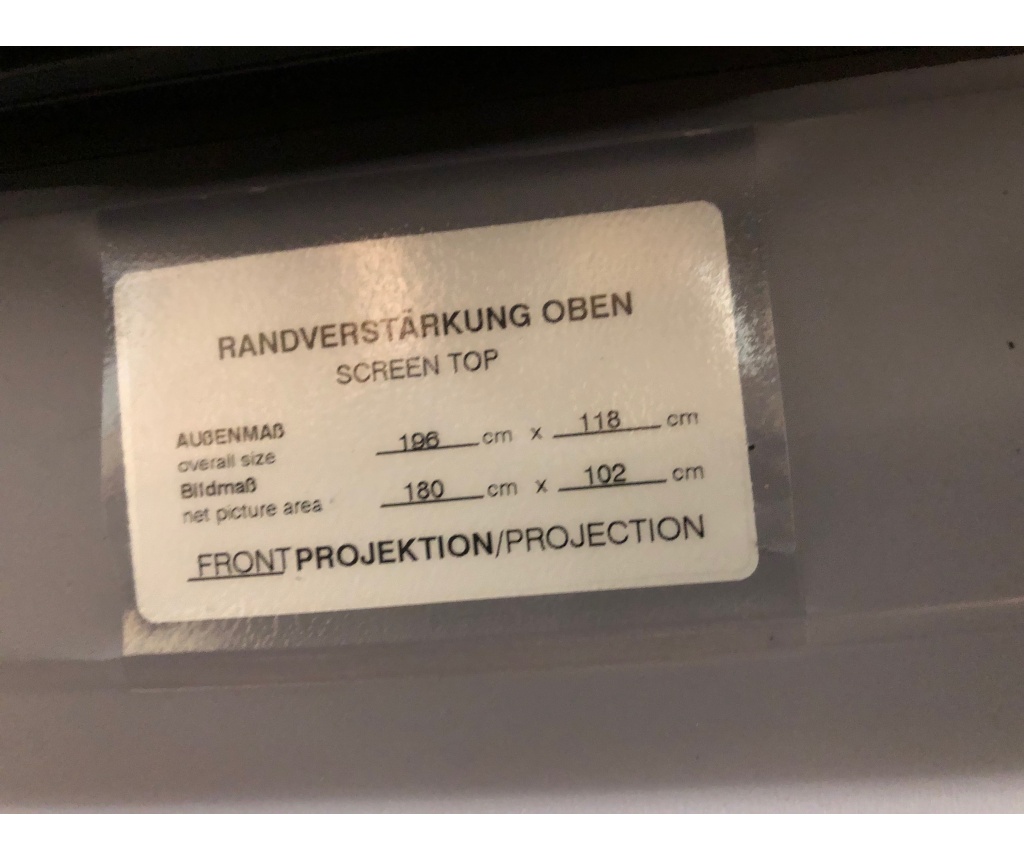 RANDVERSTÄRKUNG OBEN
SCREEN TOP
AUßENMAß
overall size
196 cm x 118 cm
Bildmaß
net picture area
180 cm x 102 cm
FRONT PROJEKTION/PROJECTION